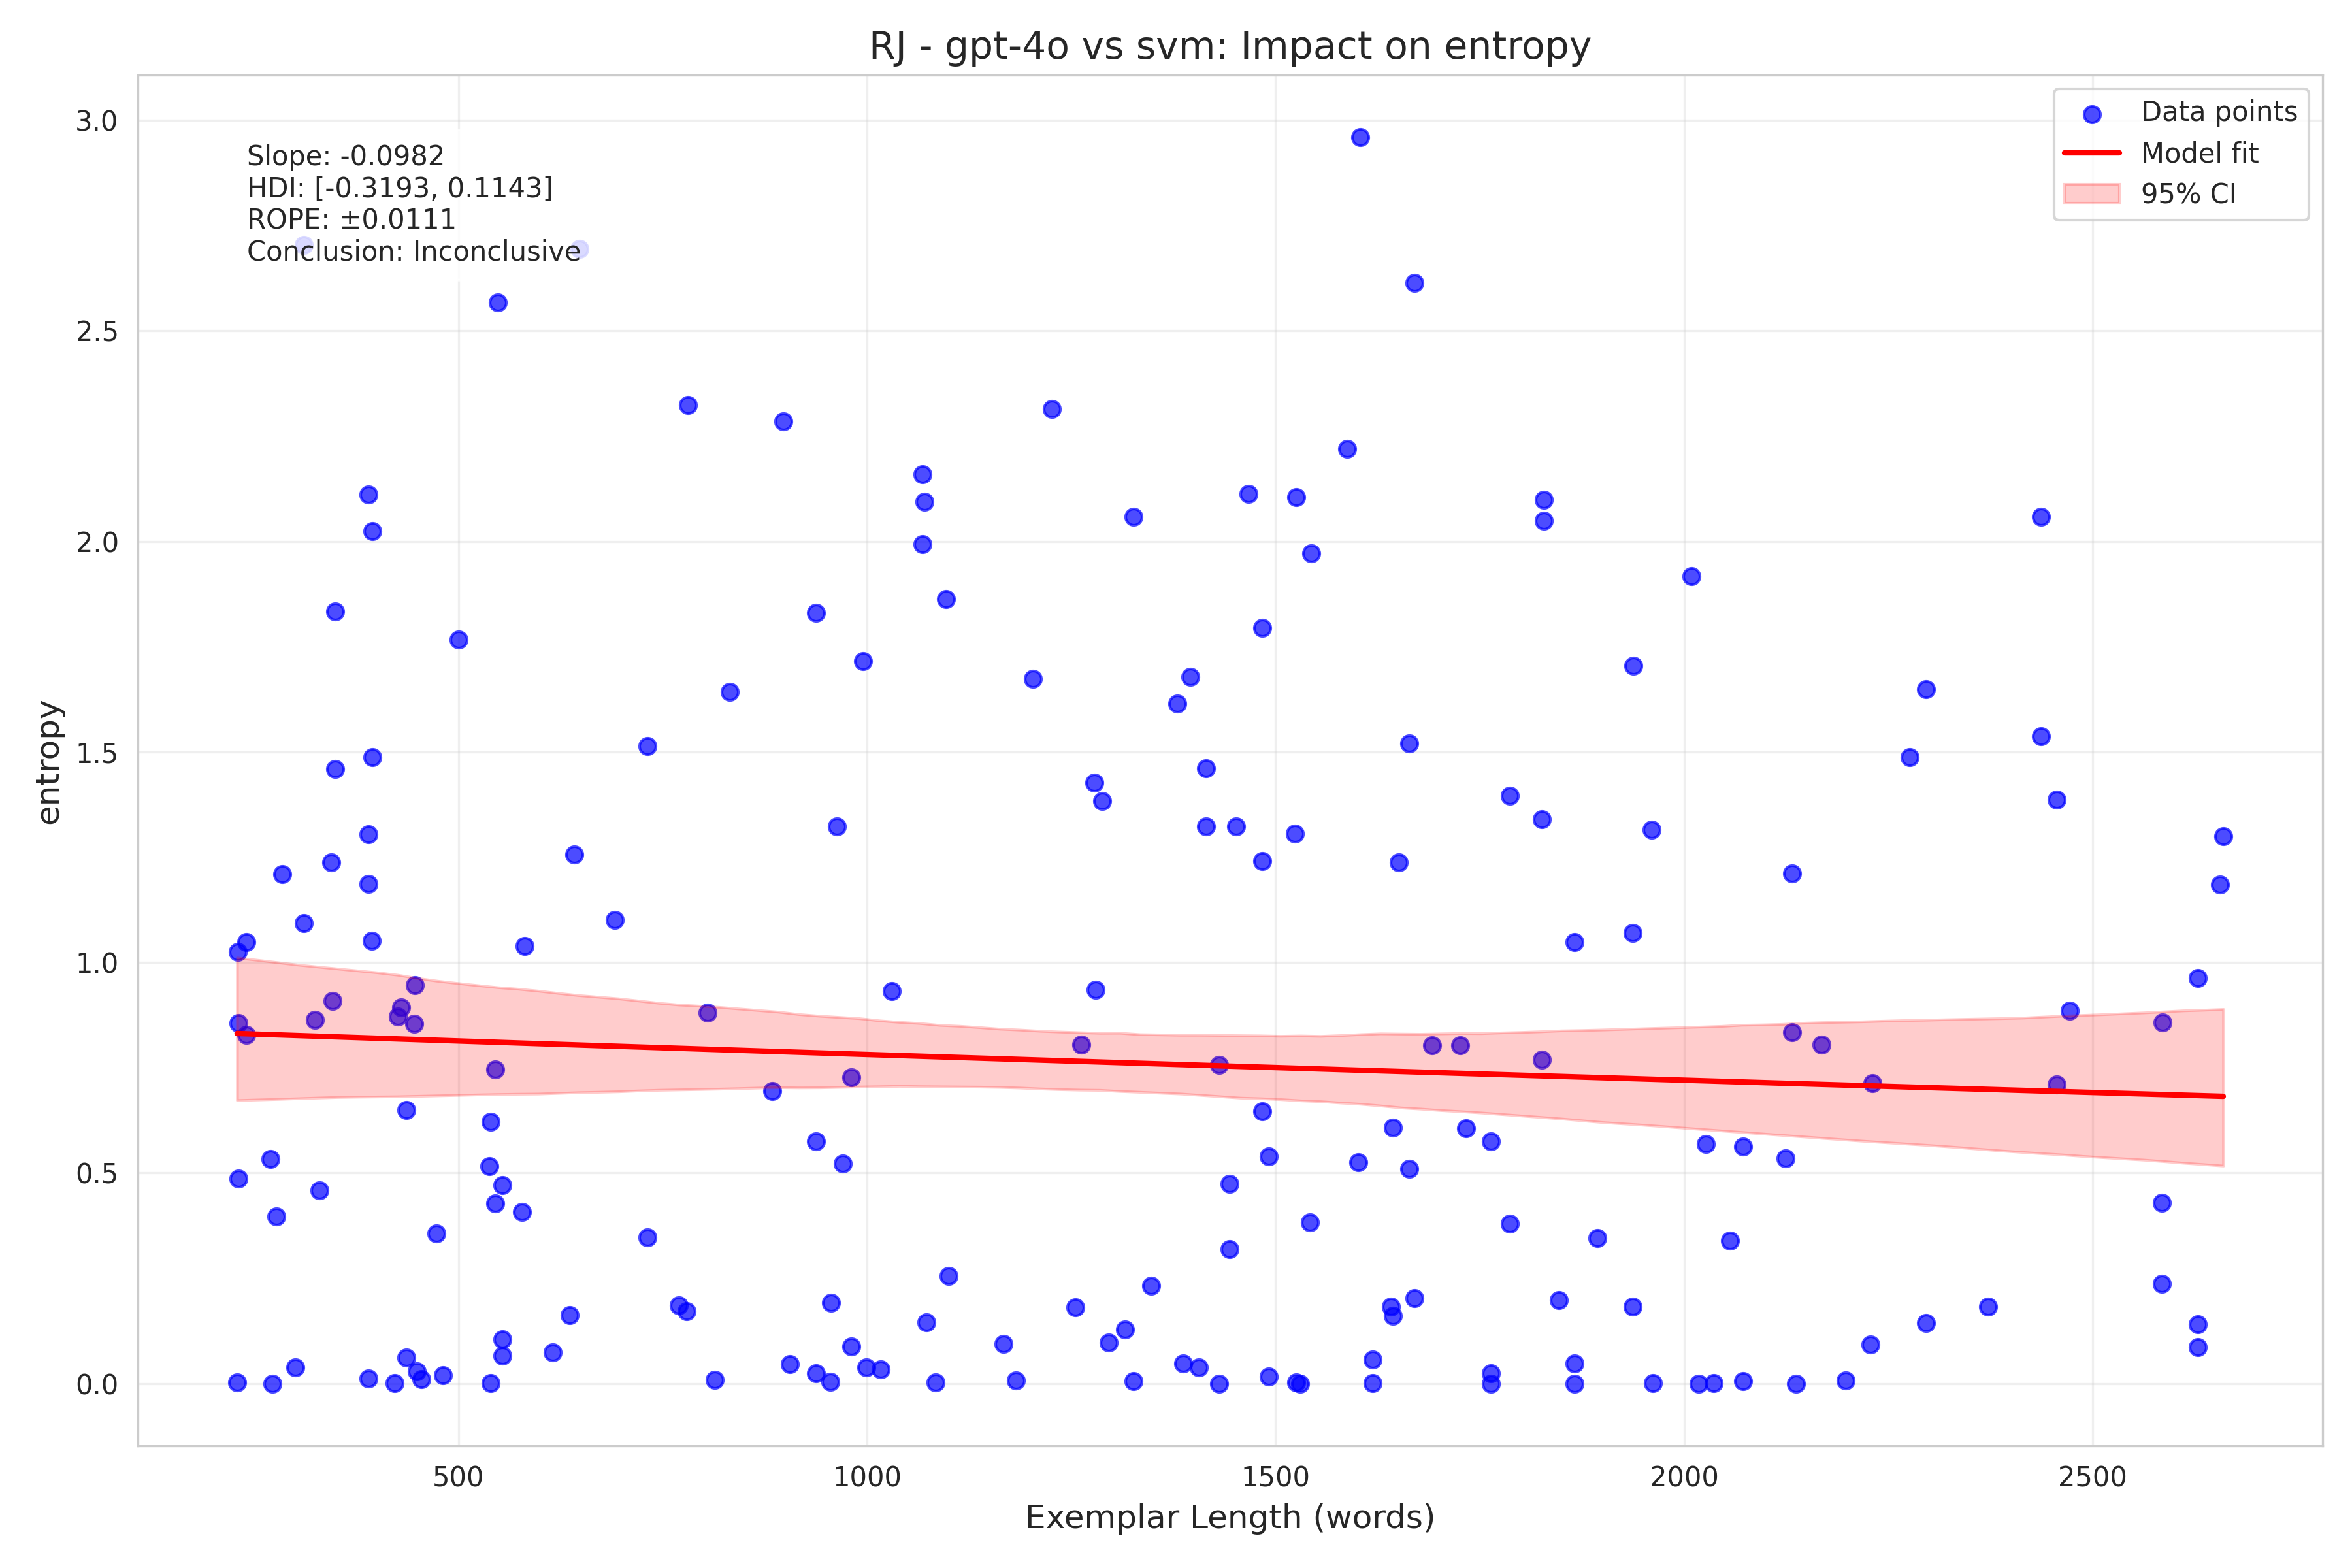 RJ - gpt-4o vs svm: Impact on entropy
Data points
Model fit
95% CI
Slope: -0.0982
HDI: [-0.3193, 0.1143]
ROPE: ±0.0111
Conclusion: Inconclusive
entropy
3.0
2.5
2.0
1.5
1.0
0.5
0.0
500
1000
1500
2000
2500
Exemplar Length (words)